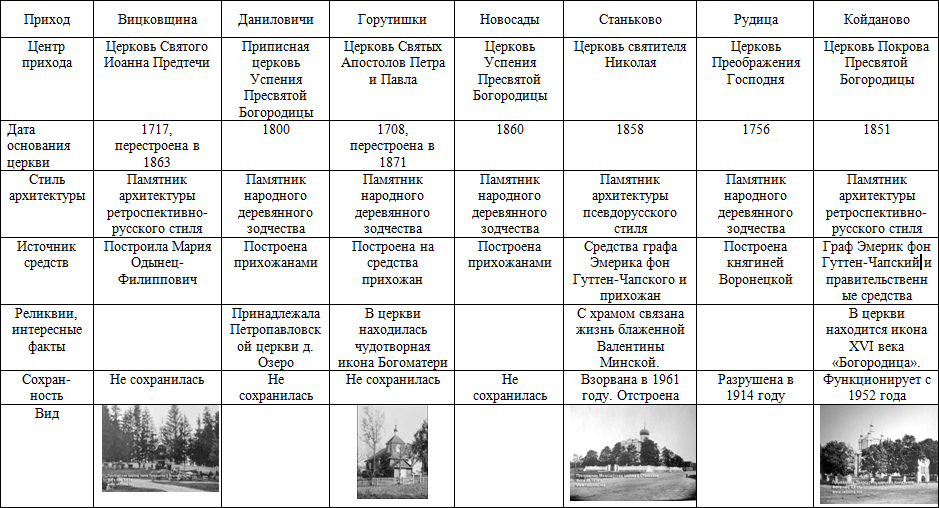 Приход Вицковщина Даниловичи Горутишки Новосады Станьково Рудица Койданово
Центр прихода
Церковь Святого Иоанна Предтечи
Приписная церковь Успения Пресвятой Богородицы
Церковь Святых Апостолов Петра и Павла
Церковь Успения Пресвятой Богородицы
Церковь святителя Николая
Церковь Преображения Господня
Церковь Покрова Пресвятой Богородицы
Дата основания церкви
1717, перестроена в 1863
1800
1708, перестроена в 1871
1860
1858
1756
1851
Стиль архитектуры
Памятник архитектуры ретроспективно-русского стиля
Памятник народного деревянного зодчества
Памятник народного деревянного зодчества
Памятник народного деревянного зодчества
Памятник архитектуры псевдорусского стиля
Памятник народного деревянного зодчества
Памятник архитектуры ретроспективно-русского стиля
Источник средств
Построила Мария Одынец-Филиппович
Построена прихожанами
Построена на средства прихожан
Построена прихожанами
Средства графа Эмерика фон Гуттен-Чапского и прихожан
Построена княгиней Воронецкой
Граф Эмерик фон Гуттен-Чапский и правительственные средства
Реликвии, интересные факты
Принадлежала Петропавловской церкви д. Озеро
В церкви находилась чудотворная икона Богоматери
С храмом связана жизнь блаженной Валентины Минской.
В церкви находится икона XVI века «Богородица».
Сохран-ность
Не сохранилась
Не сохранилась
Не сохранилась
Не сохранилась
Взорвана в 1961 году. Отстроена
Разрушена в 1914 году
Функционирует с 1952 года
Вид